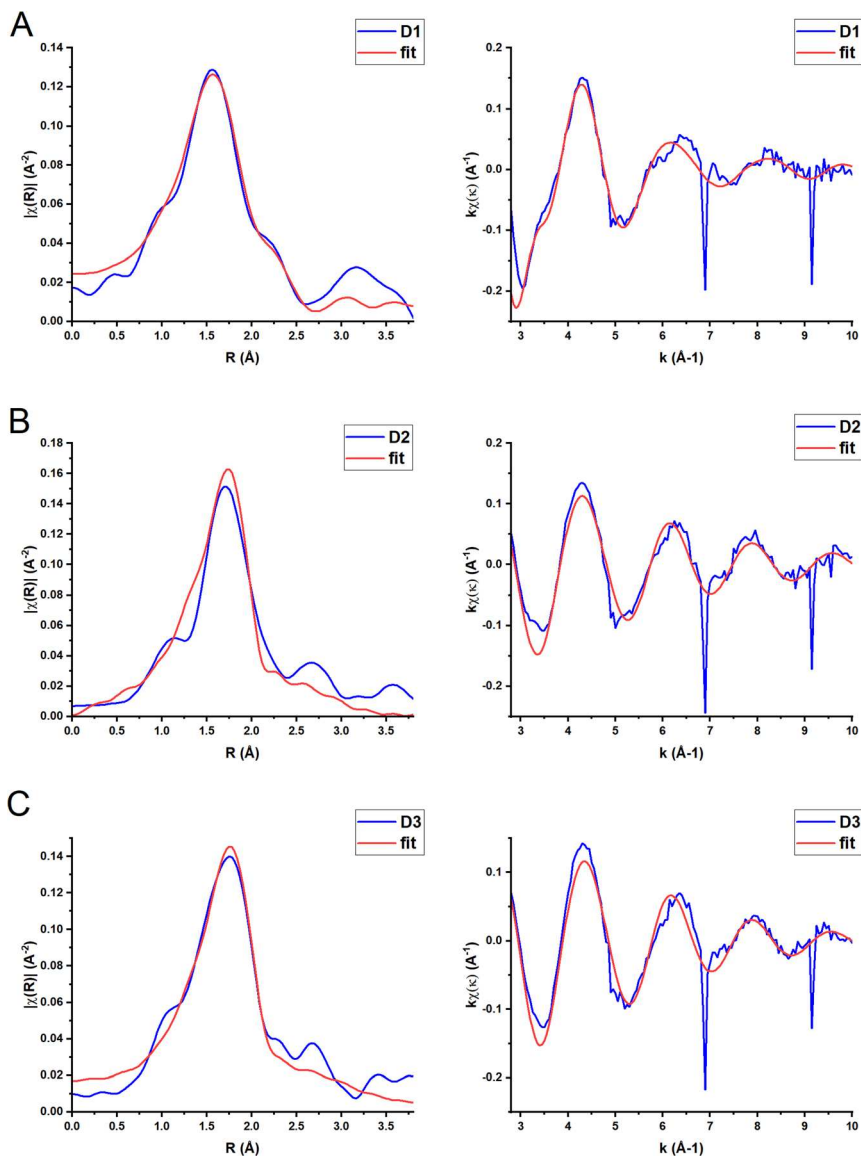 A
D1
fit
|χ(R)| (A⁻²)
0.14
0.12
0.10
0.08
0.06
0.04
0.02
0.00
0.0 0.5 1.0 1.5 2.0 2.5 3.0 3.5
R (Å)
D1
fit
kχ(κ) (A⁻¹)
0.2
0.1
0.0
-0.1
-0.2
3 4 5 6 7 8 9 10
k (Å-1)
B
D2
fit
|χ(R)| (A⁻²)
0.18
0.16
0.14
0.12
0.10
0.08
0.06
0.04
0.02
0.00
0.0 0.5 1.0 1.5 2.0 2.5 3.0 3.5
R (Å)
D2
fit
kχ(κ) (A⁻¹)
0.2
0.1
0.0
-0.1
-0.2
3 4 5 6 7 8 9 10
k (Å-1)
C
D3
fit
|χ(R)| (A⁻²)
0.14
0.12
0.10
0.08
0.06
0.04
0.02
0.00
0.0 0.5 1.0 1.5 2.0 2.5 3.0 3.5
R (Å)
D3
fit
kχ(κ) (A⁻¹)
0.1
0.0
-0.1
-0.2
3 4 5 6 7 8 9 10
k (Å-1)